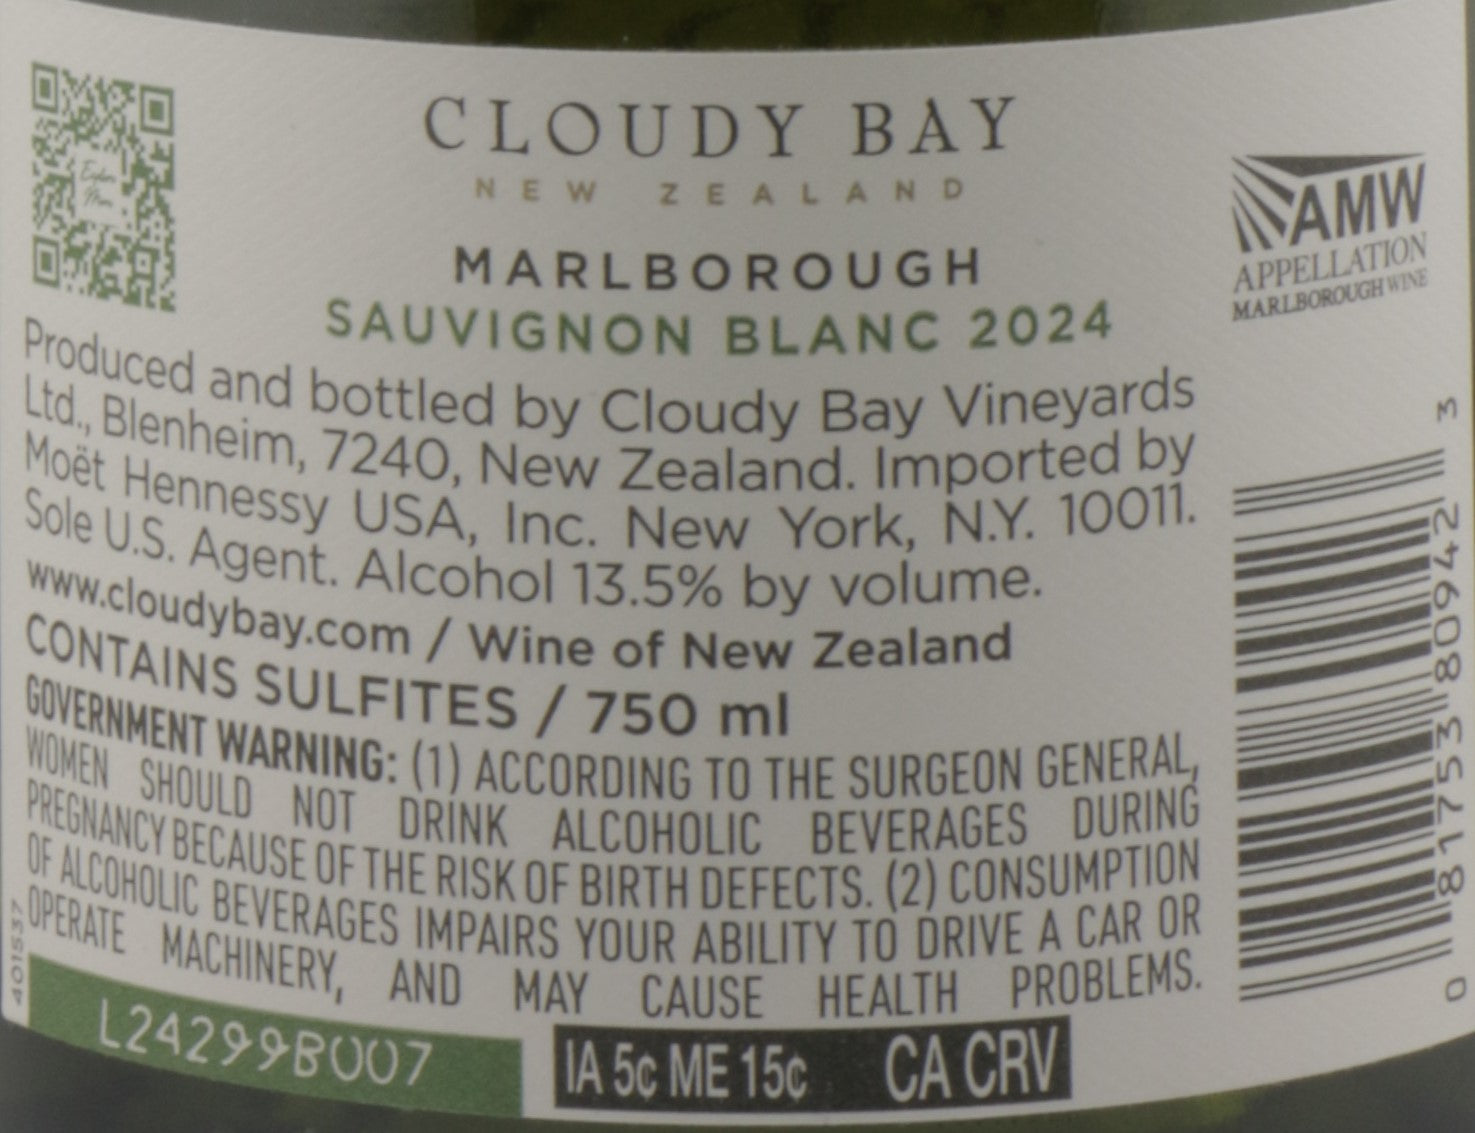 Explore
More
CLOUDY BAY
NEW ZEALAND
MARLBOROUGH
SAUVIGNON BLANC 2024
AMW
APPELLATION
MARLBOROUGH WINE
Produced and bottled by Cloudy Bay Vineyards
Ltd., Blenheim, 7240, New Zealand. Imported by
Moët Hennessy USA, Inc. New York, N.Y. 10011.
Sole U.S. Agent. Alcohol 13.5% by volume.
www.cloudybay.com / Wine of New Zealand
CONTAINS SULFITES / 750 ml
GOVERNMENT WARNING: (1) ACCORDING TO THE SURGEON GENERAL,
WOMEN SHOULD NOT DRINK ALCOHOLIC BEVERAGES DURING
PREGNANCY BECAUSE OF THE RISK OF BIRTH DEFECTS. (2) CONSUMPTION
OF ALCOHOLIC BEVERAGES IMPAIRS YOUR ABILITY TO DRIVE A CAR OR
OPERATE MACHINERY, AND MAY CAUSE HEALTH PROBLEMS.
401537
L24299B007
IA 5¢ ME 15¢ CA CRV
0 81753 80942 3